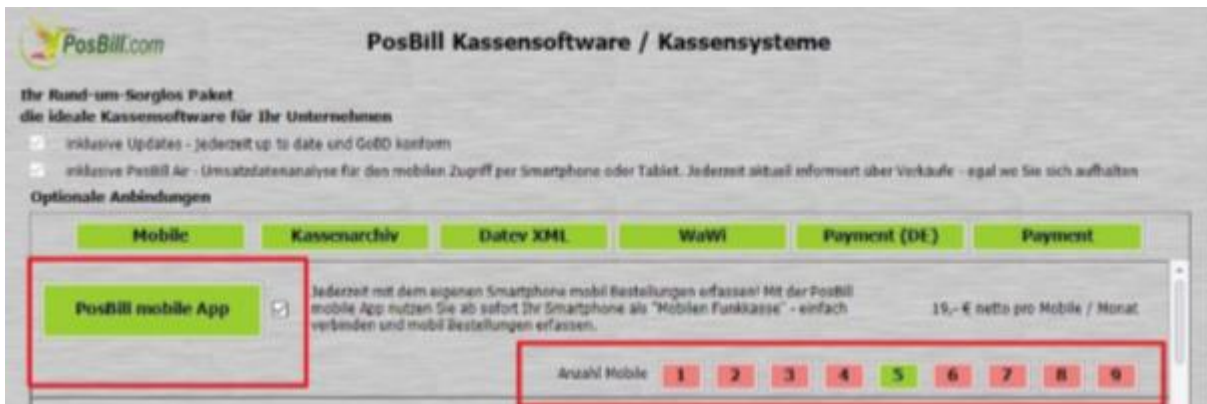 PosBill.com
PosBill Kassensoftware / Kassensysteme
Ihr Rund-um-Sorglos Paket
die ideale Kassensoftware für Ihr Unternehmen
inklusive Updates - jederzeit up to date und GoBD konform
inklusive PosBill Air - Umsatzdatenanalyse für den mobilen Zugriff per Smartphone oder Tablet. Jederzeit aktuell informiert über Verkäufe - egal wo Sie sich aufhalten
Optionale Anbindungen
Mobile Kassenarchiv Datev XML WaWi Payment (DE) Payment
PosBill mobile App
Jederzeit mit dem eigenen Smartphone mobil Bestellungen erfassen! Mit der PosBill
mobile App nutzen Sie ab sofort Ihr Smartphone als "Mobilen Funkkasse" - einfach
verbinden und mobil Bestellungen erfassen.
19,- € netto pro Mobile / Monat
Anzahl Mobile 1 2 3 4 5 6 7 8 9